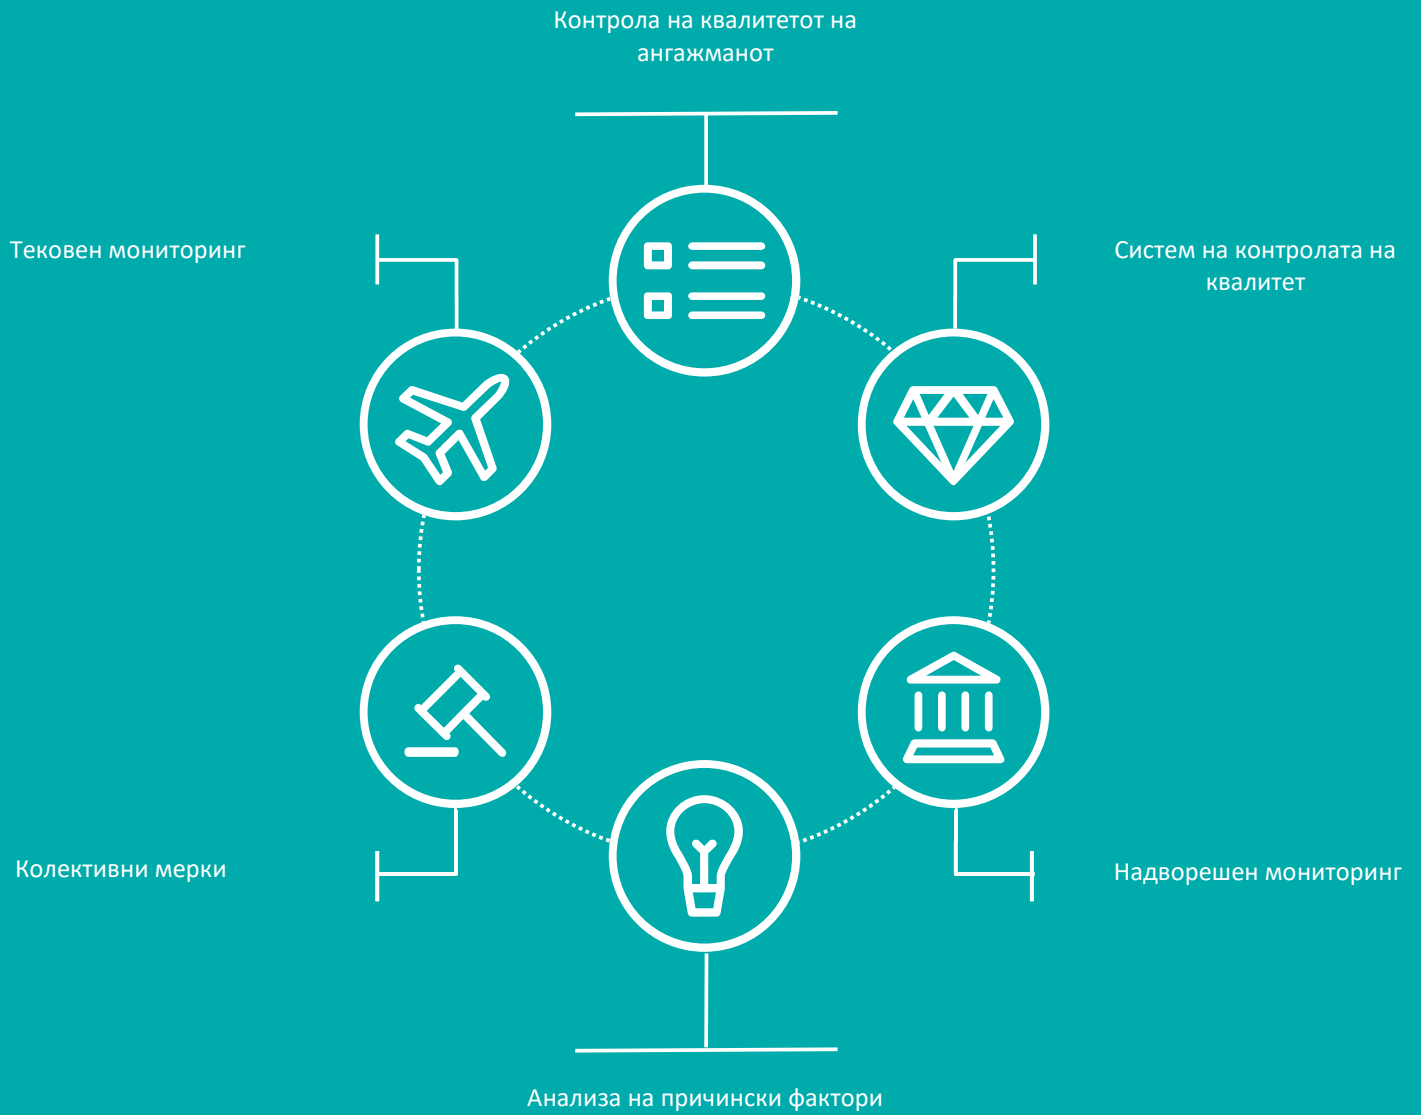 Контрола на квалитетот на
ангажманот
Тековен мониторинг
Систем на контролата на
квалитет
Колективни мерки
Надворешен мониторинг
Анализа на причински фактори